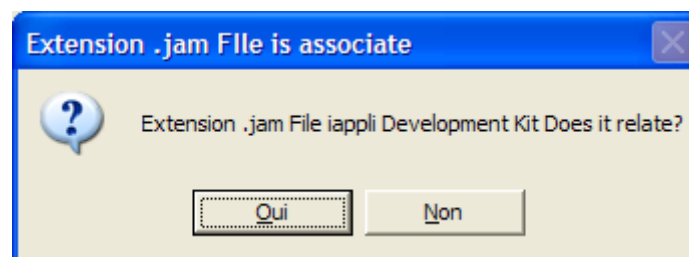 Extension .jam FIle is associate
Extension .jam File iappli Development Kit Does it relate?
Oui
Non